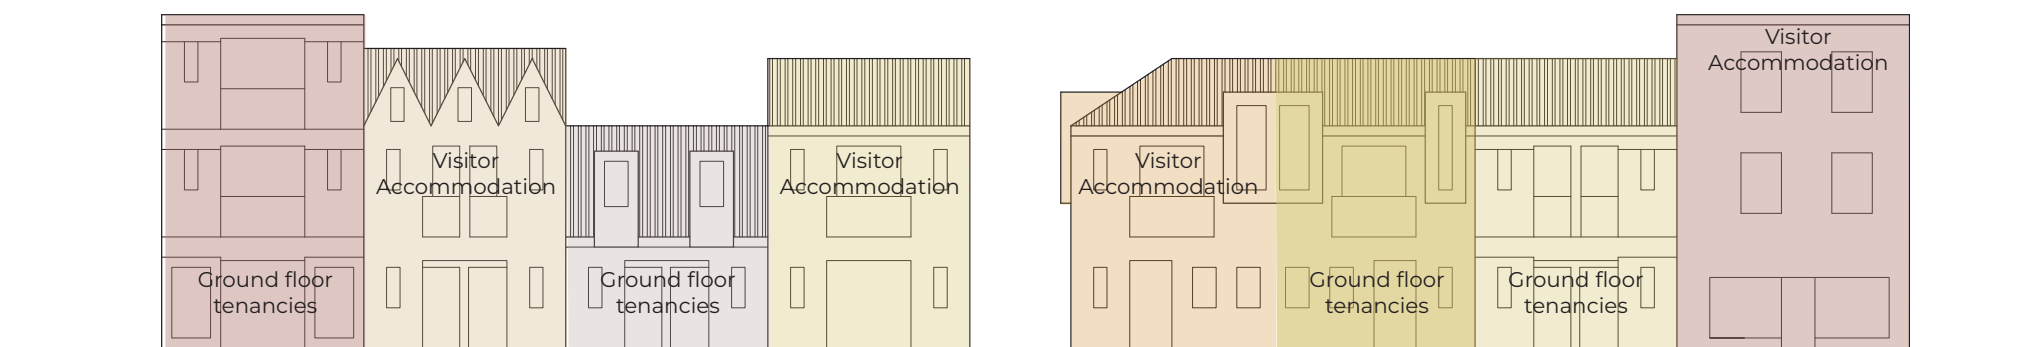 Visitor
Accommodation
Visitor
Accommodation
Visitor
Accommodation
Visitor
Accommodation
Ground floor
tenancies
Ground floor
tenancies
Ground floor
tenancies
Ground floor
tenancies